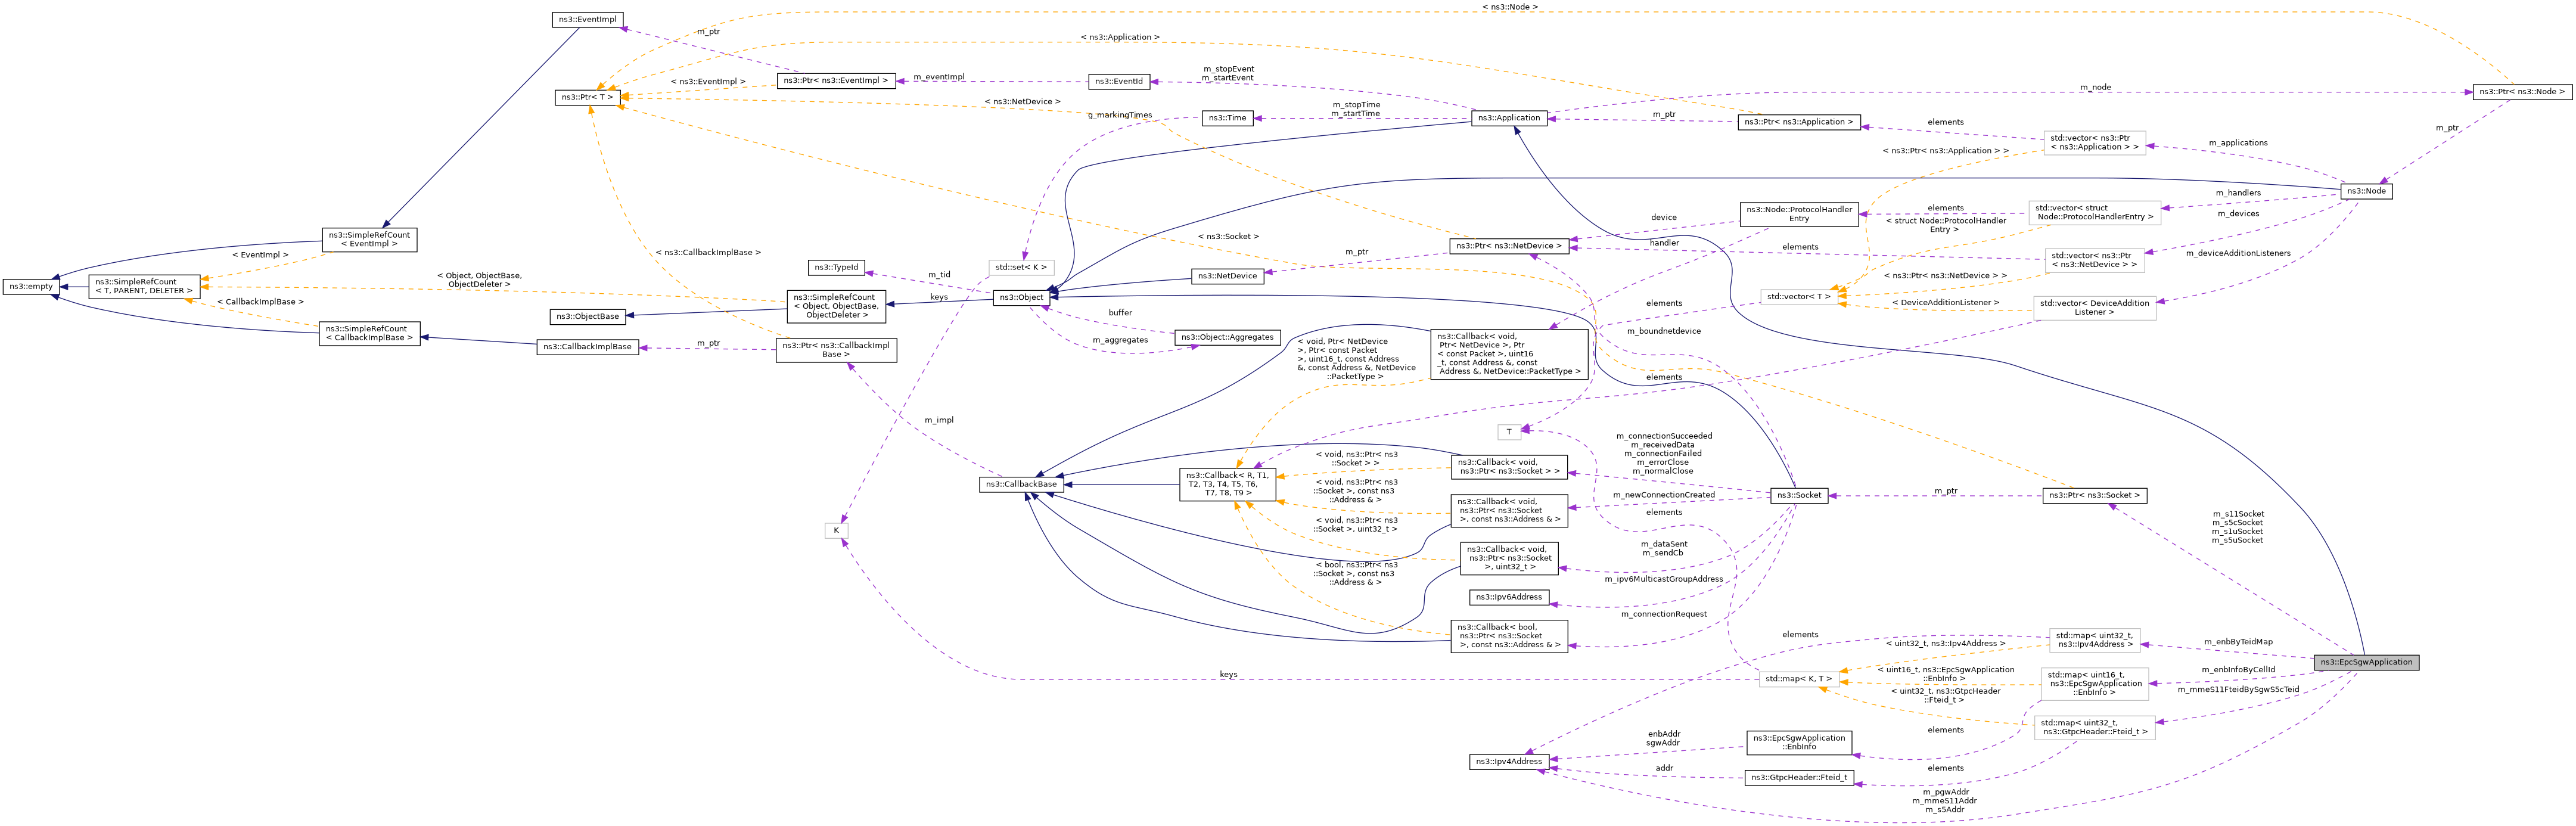 < ns3::Node >
ns3::EventImpl
m_ptr
< ns3::Application >
m_stopEvent
m_startEvent
ns3::Ptr< ns3::EventImpl >
m_eventImpl
ns3::EventId
< ns3::EventImpl >
m_node
ns3::Ptr< ns3::Node >
ns3::Ptr< T >
< ns3::NetDevice >
m_stopTime
m_startTime
g_markingTimes
ns3::Time
ns3::Application
m_ptr
ns3::Ptr< ns3::Application >
elements
m_ptr
std::vector< ns3::Ptr
< ns3::Application > >
m_applications
< ns3::Ptr< ns3::Application > >
ns3::Node
m_handlers
ns3::Node::ProtocolHandler
Entry
elements
std::vector< struct
Node::ProtocolHandlerEntry >
m_devices
device
< struct Node::ProtocolHandler
Entry >
ns3::SimpleRefCount
< EventImpl >
< ns3::Socket >
handler
ns3::Ptr< ns3::NetDevice >
elements
< EventImpl >
< ns3::CallbackImplBase >
m_ptr
std::vector< ns3::Ptr
< ns3::NetDevice > >
m_deviceAdditionListeners
ns3::TypeId
m_tid
std::set< K >
ns3::NetDevice
< ns3::Ptr< ns3::NetDevice > >
ns3::empty
ns3::SimpleRefCount
< T, PARENT, DELETER >
< Object, ObjectBase,
ObjectDeleter >
ns3::SimpleRefCount
< Object, ObjectBase,
ObjectDeleter >
keys
ns3::Object
std::vector< T >
< CallbackImplBase >
elements
< DeviceAdditionListener >
std::vector< DeviceAddition
Listener >
ns3::ObjectBase
buffer
ns3::SimpleRefCount
< CallbackImplBase >
m_boundnetdevice
ns3::CallbackImplBase
m_ptr
ns3::Ptr< ns3::CallbackImpl
Base >
m_aggregates
ns3::Object::Aggregates
< void, Ptr< NetDevice
>, Ptr< const Packet
>, uint16_t, const Address
&, const Address &, NetDevice
::PacketType >
ns3::Callback< void,
Ptr< NetDevice >, Ptr
< const Packet >, uint16
_t, const Address &, const
Address &, NetDevice::PacketType >
elements
m_impl
T
m_connectionSucceeded
m_receivedData
m_connectionFailed
m_errorClose
m_normalClose
< void, ns3::Ptr< ns3
::Socket > >
ns3::Callback< void,
ns3::Ptr< ns3::Socket > >
ns3::CallbackBase
ns3::Callback< R, T1,
T2, T3, T4, T5, T6,
T7, T8, T9 >
< void, ns3::Ptr< ns3
::Socket >, const ns3
::Address & >
m_newConnectionCreated
ns3::Socket
m_ptr
ns3::Ptr< ns3::Socket >
ns3::Callback< void,
ns3::Ptr< ns3::Socket
>, const ns3::Address & >
elements
m_s11Socket
m_s5cSocket
m_s1uSocket
m_s5uSocket
K
< void, ns3::Ptr< ns3
::Socket >, uint32_t >
ns3::Callback< void,
ns3::Ptr< ns3::Socket
>, uint32_t >
m_dataSent
m_sendCb
< bool, ns3::Ptr< ns3
::Socket >, const ns3
::Address & >
m_ipv6MulticastGroupAddress
ns3::Ipv6Address
m_connectionRequest
ns3::Callback< bool,
ns3::Ptr< ns3::Socket
>, const ns3::Address & >
elements
< uint32_t, ns3::Ipv4Address >
std::map< uint32_t,
ns3::Ipv4Address >
m_enbByTeidMap
ns3::EpcSgwApplication
keys
std::map< K, T >
< uint16_t, ns3::EpcSgwApplication
::EnbInfo >
std::map< uint16_t,
ns3::EpcSgwApplication
::EnbInfo >
m_enbInfoByCellId
< uint32_t, ns3::GtpcHeader
::Fteid_t >
m_mmeS11FteidBySgwS5cTeid
std::map< uint32_t,
ns3::GtpcHeader::Fteid_t >
elements
enbAddr
sgwAddr
ns3::EpcSgwApplication
::EnbInfo
ns3::Ipv4Address
addr
ns3::GtpcHeader::Fteid_t
elements
m_pgwAddr
m_mmeS11Addr
m_s5Addr